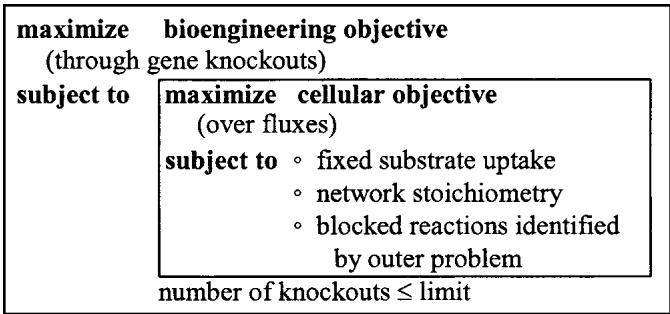 maximize bioengineering objective
(through gene knockouts)
subject to maximize cellular objective
(over fluxes)
subject to ◦ fixed substrate uptake
◦ network stoichiometry
◦ blocked reactions identified
by outer problem
number of knockouts ≤ limit